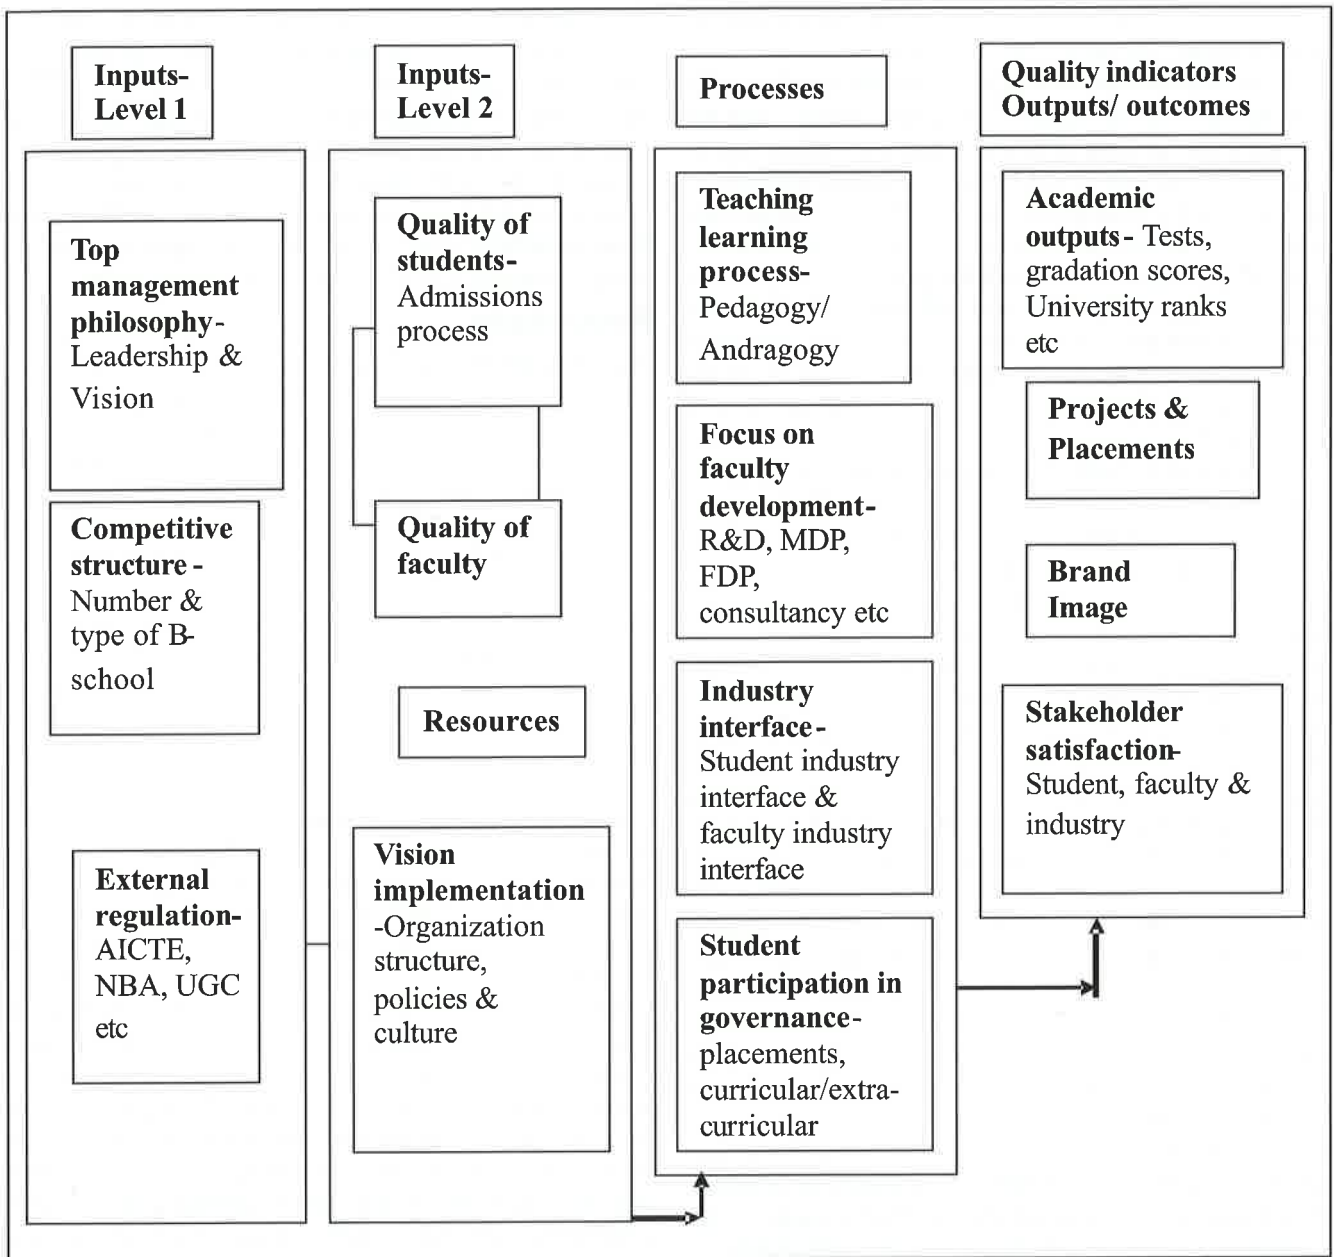 Inputs-
Level 1
Top
management
philosophy-
Leadership &
Vision
Competitive
structure -
Number &
type of B-
school
External
regulation-
AICTE,
NBA, UGC
etc
Inputs-
Level 2
Quality of
students-
Admissions
process
Quality of
faculty
Resources
Vision
implementation
-Organization
structure,
policies &
culture
Processes
Teaching
learning
process-
Pedagogy/
Andragogy
Focus on
faculty
development-
R&D, MDP,
FDP,
consultancy etc
Industry
interface-
Student industry
interface &
faculty industry
interface
Student
participation in
governance-
placements,
curricular/extra-
curricular
Quality indicators
Outputs/ outcomes
Academic
outputs- Tests,
gradation scores,
University ranks
etc
Projects &
Placements
Brand
Image
Stakeholder
satisfaction-
Student, faculty &
industry